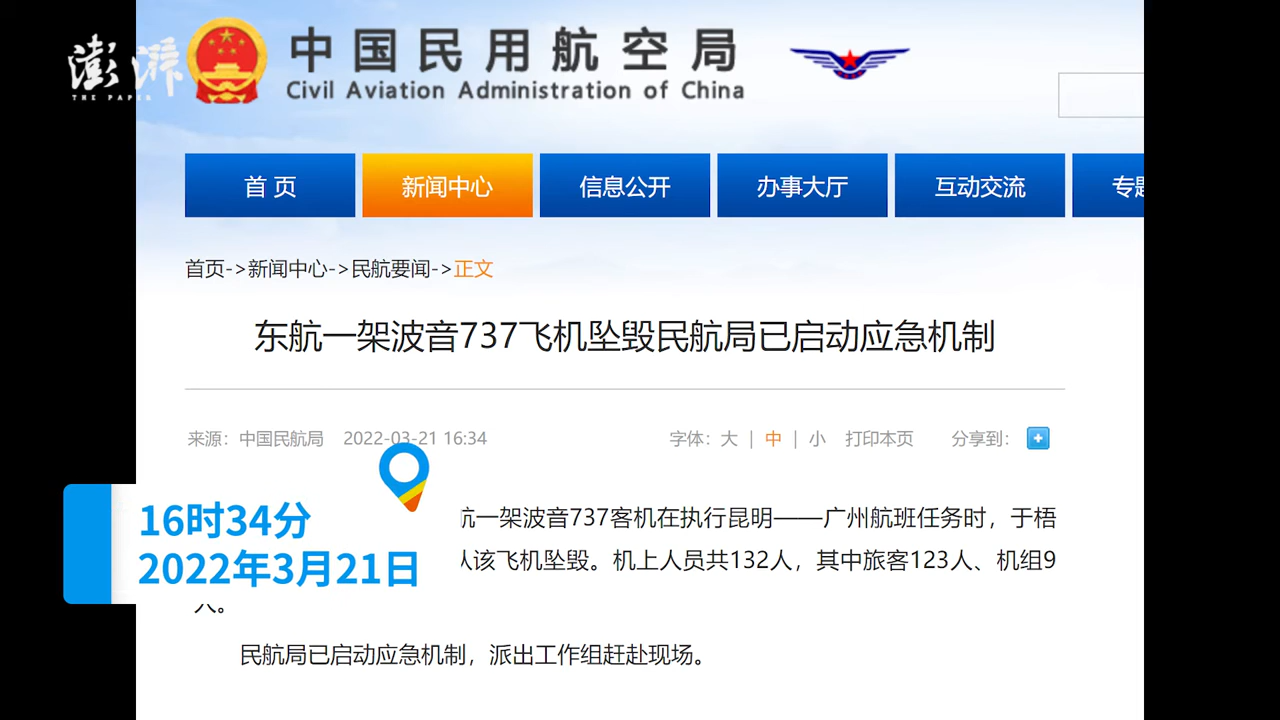 澎湃
THE PAPER
中国民用航空局
Civil Aviation Administration of China
首 页
新闻中心
信息公开
办事大厅
互动交流
首页->新闻中心->民航要闻->正文
东航一架波音737飞机坠毁民航局已启动应急机制
来源：中国民航局 2022-03-21 16:34
字体：大 | 中 | 小 打印本页 分享到：
16时34分
2022年3月21日
航一架波音737客机在执行昆明——广州航班任务时，于梧
认该飞机坠毁。机上人员共132人，其中旅客123人、机组9
人。
民航局已启动应急机制，派出工作组赶赴现场。